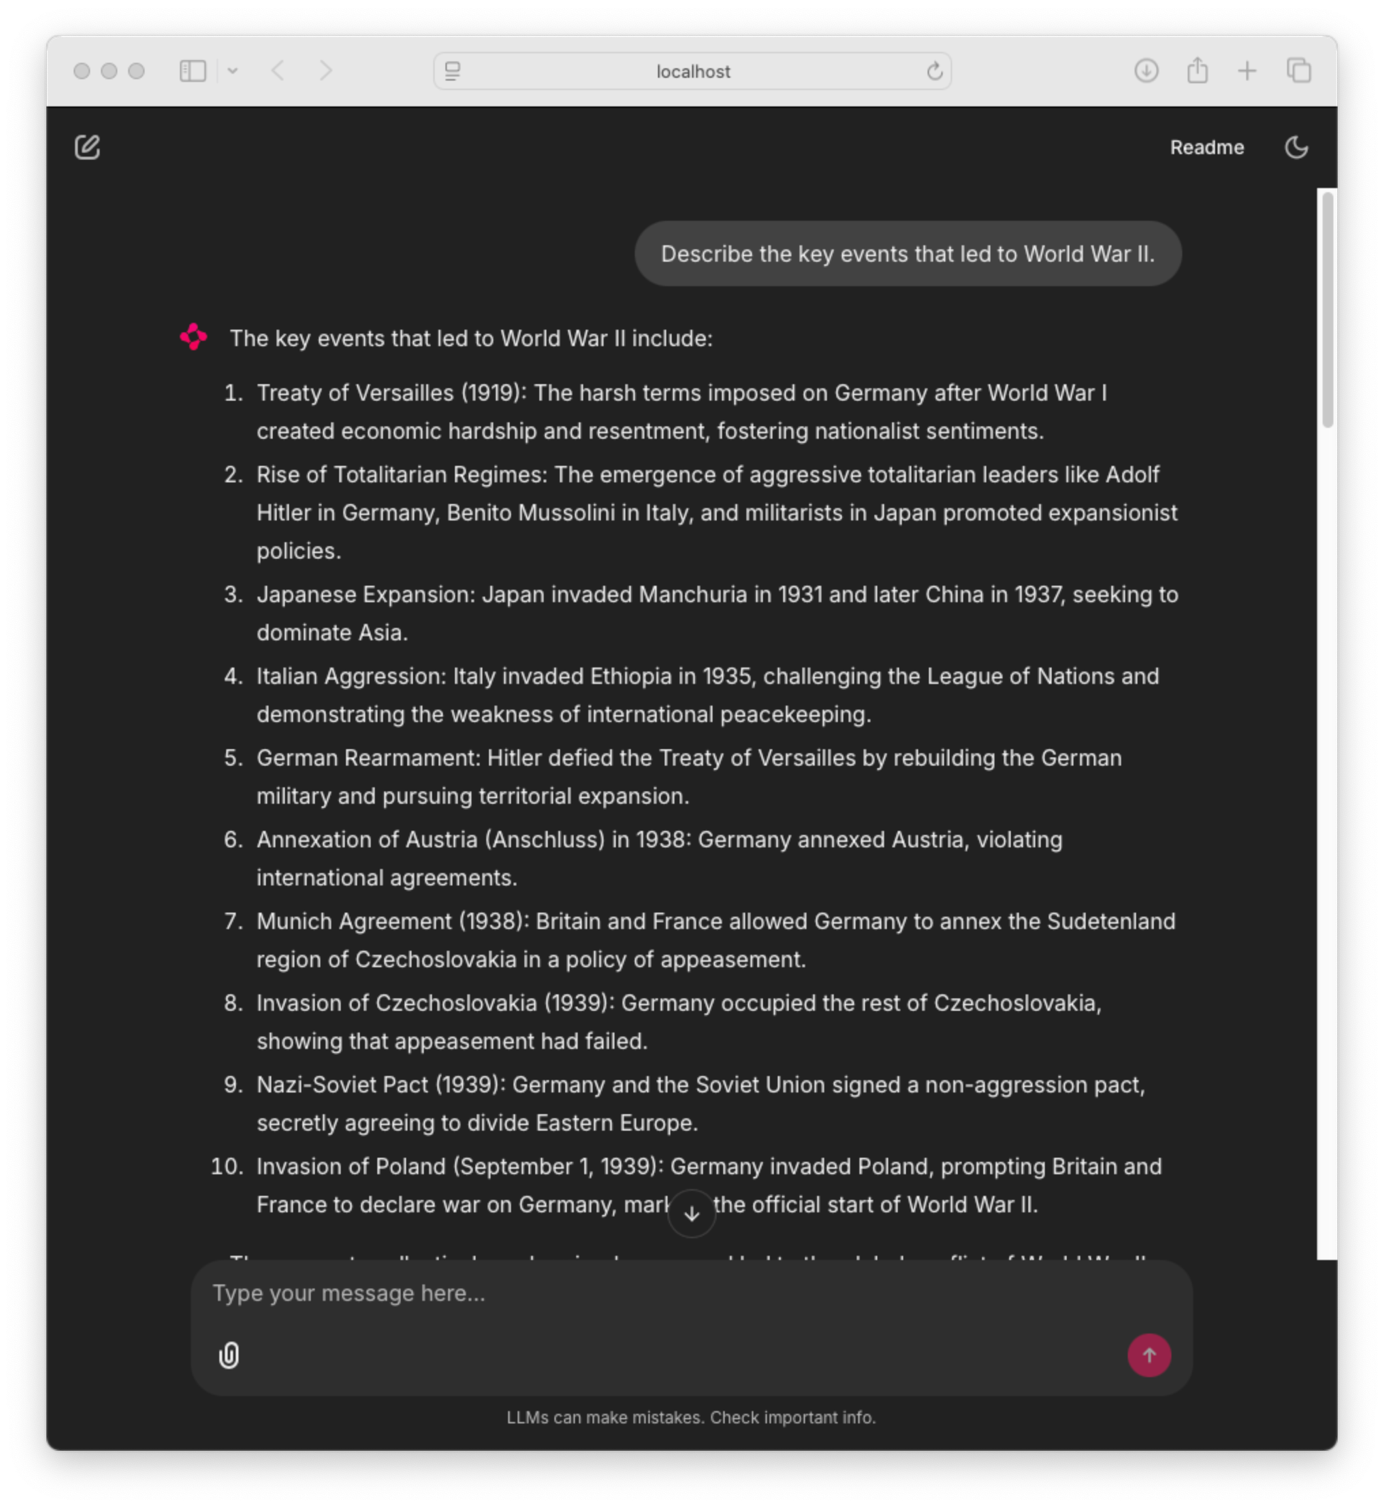 localhost
Readme
Describe the key events that led to World War II.
The key events that led to World War II include:
1. Treaty of Versailles (1919): The harsh terms imposed on Germany after World War I
created economic hardship and resentment, fostering nationalist sentiments.
2. Rise of Totalitarian Regimes: The emergence of aggressive totalitarian leaders like Adolf
Hitler in Germany, Benito Mussolini in Italy, and militarists in Japan promoted expansionist
policies.
3. Japanese Expansion: Japan invaded Manchuria in 1931 and later China in 1937, seeking to
dominate Asia.
4. Italian Aggression: Italy invaded Ethiopia in 1935, challenging the League of Nations and
demonstrating the weakness of international peacekeeping.
5. German Rearmament: Hitler defied the Treaty of Versailles by rebuilding the German
military and pursuing territorial expansion.
6. Annexation of Austria (Anschluss) in 1938: Germany annexed Austria, violating
international agreements.
7. Munich Agreement (1938): Britain and France allowed Germany to annex the Sudetenland
region of Czechoslovakia in a policy of appeasement.
8. Invasion of Czechoslovakia (1939): Germany occupied the rest of Czechoslovakia,
showing that appeasement had failed.
9. Nazi-Soviet Pact (1939): Germany and the Soviet Union signed a non-aggression pact,
secretly agreeing to divide Eastern Europe.
10. Invasion of Poland (September 1, 1939): Germany invaded Poland, prompting Britain and
France to declare war on Germany, the official start of World War II.
Type your message here...
LLMs can make mistakes. Check important info.